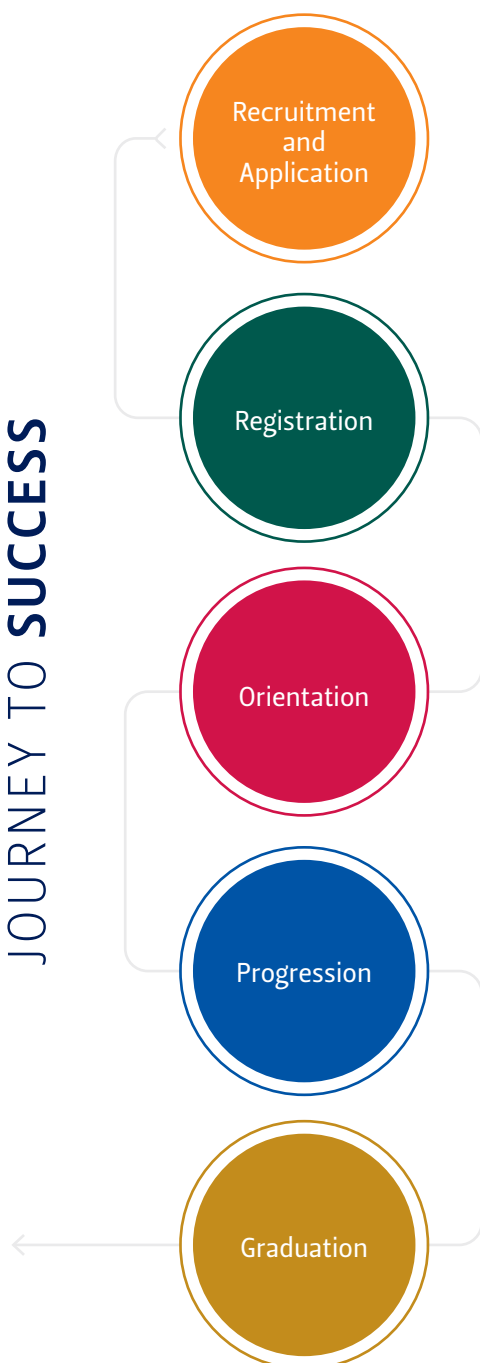 JOURNEY TO SUCCESS
Recruitment
and
Application
Registration
Orientation
Progression
Graduation